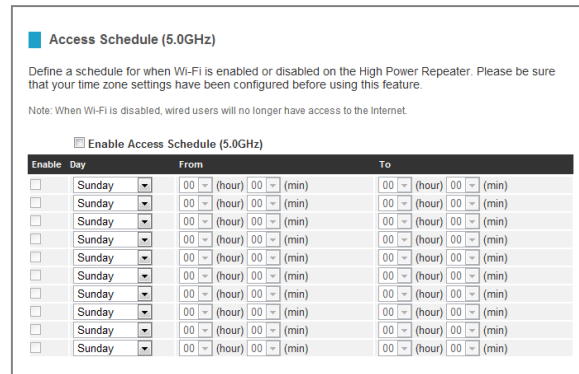 Access Schedule (5.0GHz)
Define a schedule for when Wi-Fi is enabled or disabled on the High Power Repeater. Please be sure
that your time zone settings have been configured before using this feature.
Note: When Wi-Fi is disabled, wired users will no longer have access to the Internet.
Enable Access Schedule (5.0GHz)
Enable Day From To
Sunday 00 (hour) 00 (min) 00 (hour) 00 (min)
Sunday 00 (hour) 00 (min) 00 (hour) 00 (min)
Sunday 00 (hour) 00 (min) 00 (hour) 00 (min)
Sunday 00 (hour) 00 (min) 00 (hour) 00 (min)
Sunday 00 (hour) 00 (min) 00 (hour) 00 (min)
Sunday 00 (hour) 00 (min) 00 (hour) 00 (min)
Sunday 00 (hour) 00 (min) 00 (hour) 00 (min)
Sunday 00 (hour) 00 (min) 00 (hour) 00 (min)
Sunday 00 (hour) 00 (min) 00 (hour) 00 (min)
Sunday 00 (hour) 00 (min) 00 (hour) 00 (min)